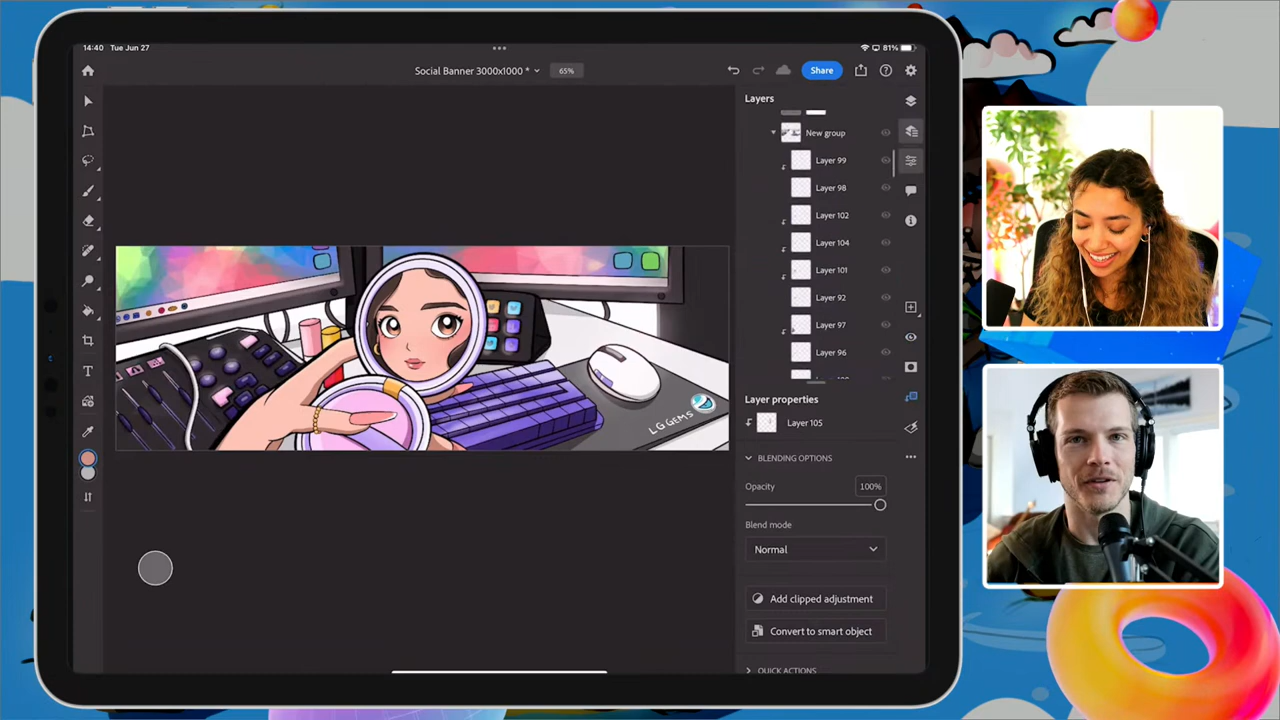 14:40 Tue Jun 27
81%
Social Banner 3000x1000 *
65%
Share
Layers
New group
Layer 99
Layer 98
Layer 102
Layer 104
Layer 101
Layer 92
Layer 97
Layer 96
LG GEMS
Layer properties
Layer 105
BLENDING OPTIONS
Opacity
100%
Blend mode
Normal
Add clipped adjustment
Convert to smart object
QUICK ACTIONS